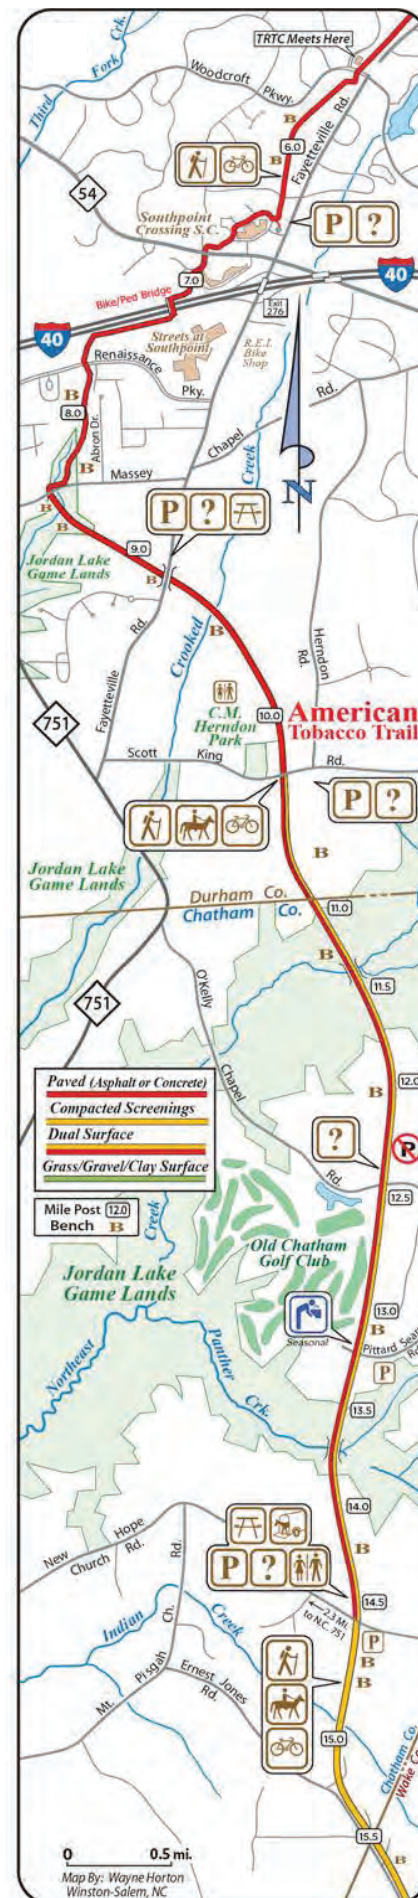 TRTC Meets Here
Third Fork Crk.
Woodcroft Pkwy.
Fayetteville Rd.
B
6.0
B
54
Southpoint
Crossing S.C.
P ?
7.0
Bike/Ped Bridge
40
40
Exit
276
Streets at
Southpoint
R.E.I.
Bike
Shop
Renaissance Pky.
B
8.0
Abron Dr.
B
Massey Chapel Rd.
N
P ?
B
B
9.0
B
Jordan Lake
Game Lands
Fayetteville Rd.
Crooked Creek
B
Herndon Rd.
751
C.M.
Herndon
Park
10.0
American
Tobacco Trail
Scott King Rd.
P ?
B
Jordan Lake
Game Lands
Durham Co.
Chatham Co.
11.0
B
11.5
751
O'Kelly Chapel Rd.
12.0
B
Paved (Asphalt or Concrete)
Compacted Screenings
Dual Surface
Grass/Gravel/Clay Surface
?
P
12.5
Mile Post 12.0
Bench B
Old Chatham
Golf Club
Jordan Lake
Game Lands
Northeast Creek
Panther Crk.
Seasonal
13.0
B
Pittard Sears Rd.
P
13.5
14.0
B
New Hope Church Rd.
P ?
14.5
2.3 Mi.
to N.C. 751
P
B
B
Indian Creek
Mt. Pisgah Ch. Rd.
Ernest Jones Rd.
15.0
Chatham Co.
15.5
B
0 0.5 mi.
Map By: Wayne Horton
Winston-Salem, NC